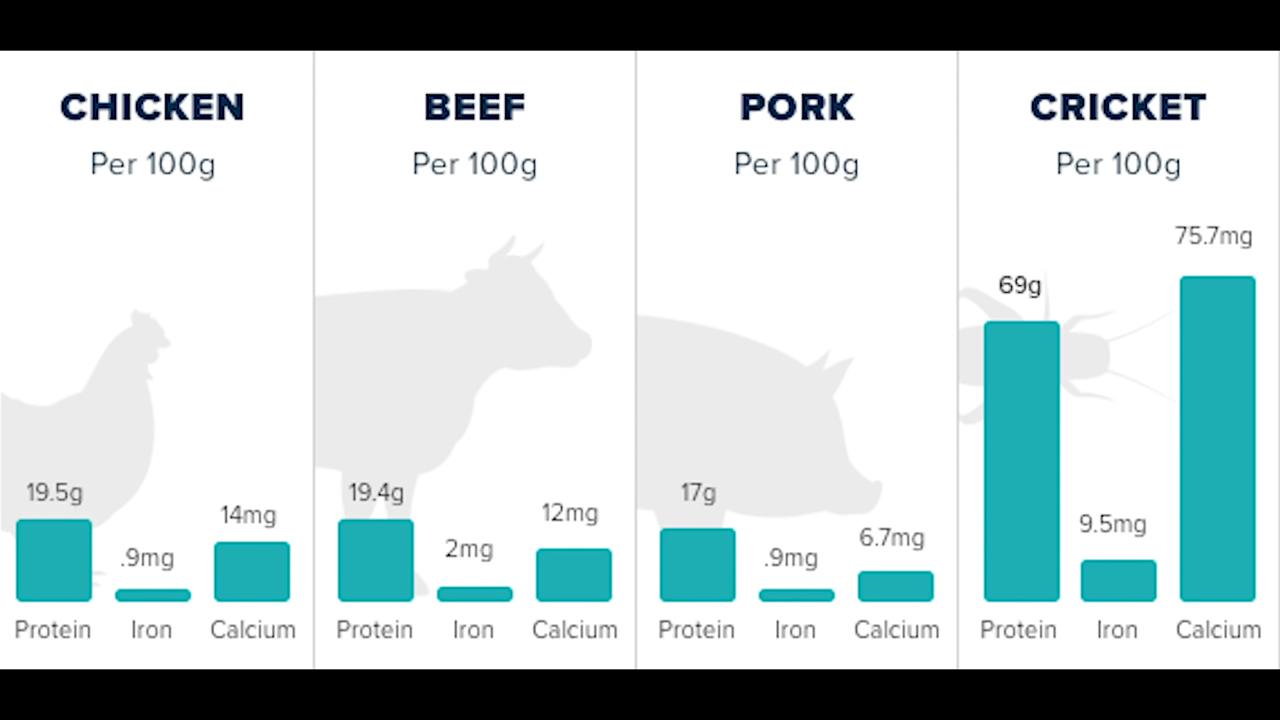 CHICKEN
Per 100g
19.5g
.9mg
14mg
Protein
Iron
Calcium
BEEF
Per 100g
19.4g
2mg
12mg
Protein
Iron
Calcium
PORK
Per 100g
17g
.9mg
6.7mg
Protein
Iron
Calcium
CRICKET
Per 100g
69g
9.5mg
75.7mg
Protein
Iron
Calcium